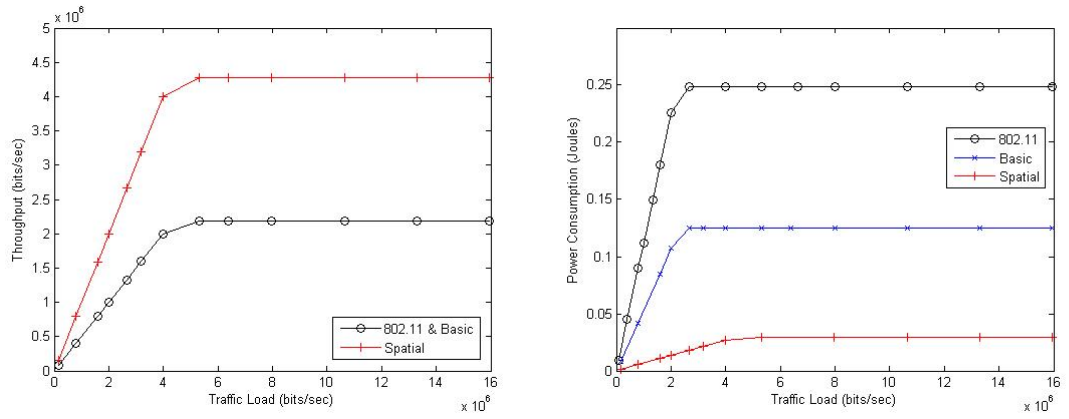 x 10^6
5
4.5
4
3.5
3
2.5
2
1.5
1
0.5
0
Throughput (bits/sec)
802.11 & Basic
Spatial
0 2 4 6 8 10 12 14 16
Traffic Load (bits/sec)
x 10^6
0.25
0.2
0.15
0.1
0.05
0
Power Consumption (Joules)
802.11
Basic
Spatial
0 2 4 6 8 10 12 14 16
Traffic Load (bits/sec)
x 10^6